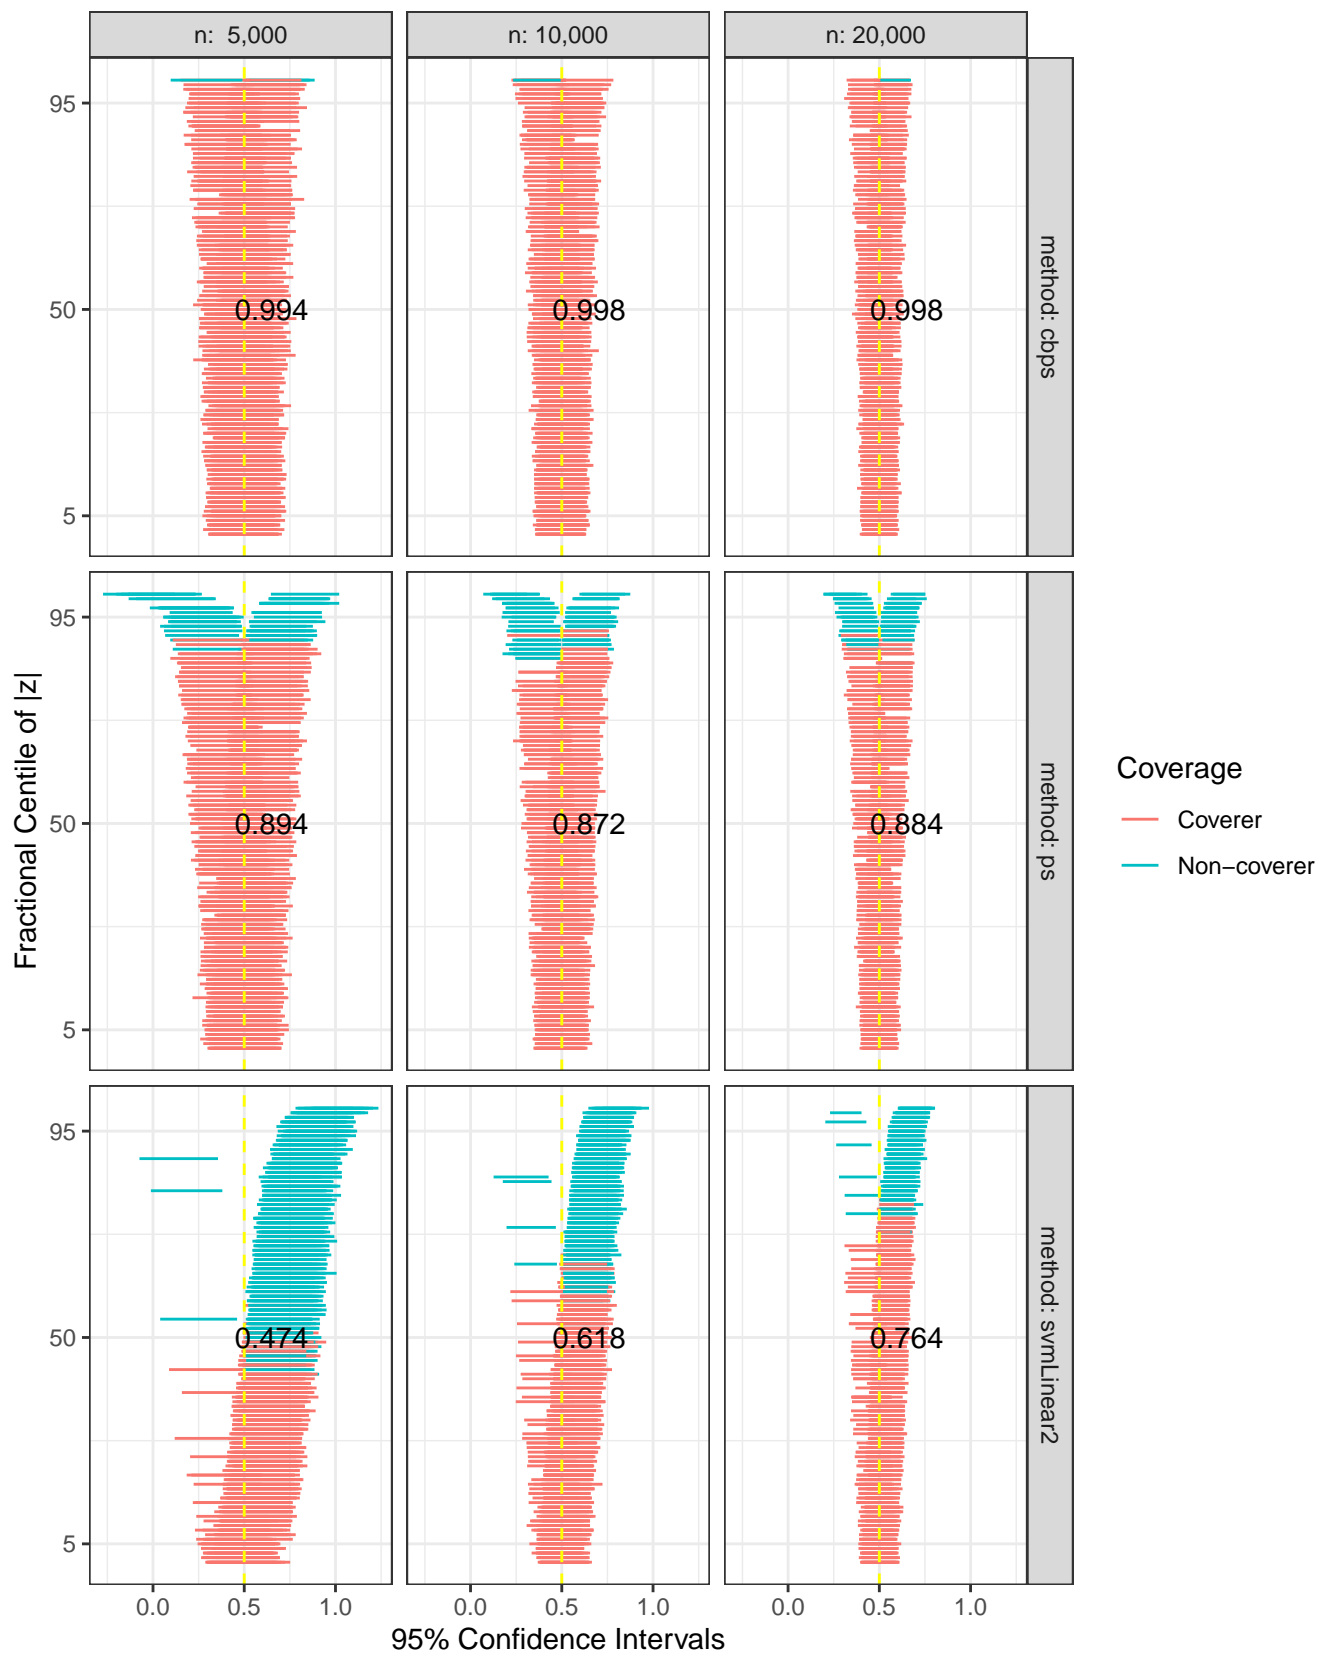 n:  5,000
n: 10,000
n: 20,000
95
50
5
0.994
0.998
0.998
method: cbps
95
50
5
0.894
0.872
0.884
method: ps
95
50
5
0.474
0.618
0.764
method: svmLinear2
Fractional Centile of |z|
0.0
0.5
1.0
0.0
0.5
1.0
0.0
0.5
1.0
95% Confidence Intervals
Coverage
Coverer
Non−coverer